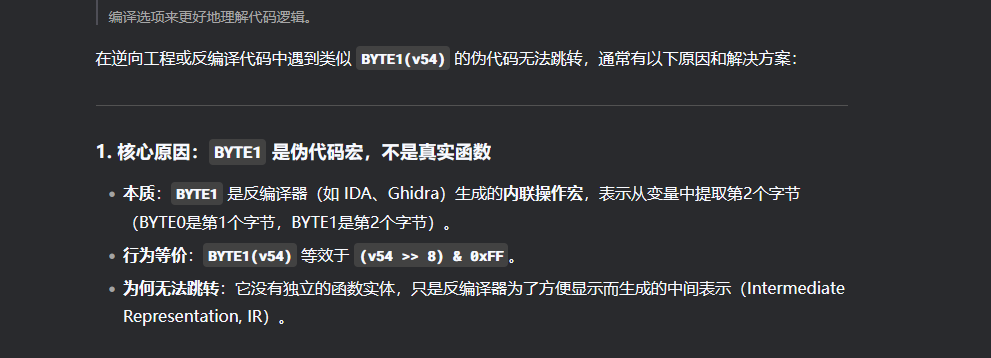 编译选项来更好地理解代码逻辑。
在逆向工程或反编译代码中遇到类似 BYTE1(v54) 的伪代码无法跳转，通常有以下原因和解决方案：
1. 核心原因：BYTE1 是伪代码宏，不是真实函数
• 本质：BYTE1 是反编译器（如 IDA、Ghidra）生成的内联操作宏，表示从变量中提取第2个字节
（BYTE0是第1个字节，BYTE1是第2个字节）。
• 行为等价：BYTE1(v54) 等效于 (v54 >> 8) & 0xFF。
• 为何无法跳转：它没有独立的函数实体，只是反编译器为了方便显示而生成的中间表示（Intermediate
Representation, IR）。